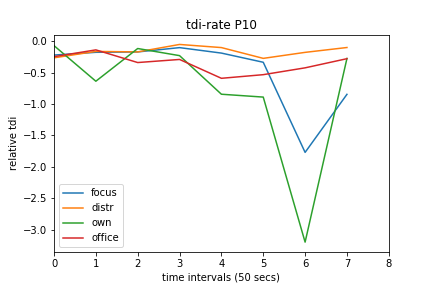 tdi-rate P10
0.0
−0.5
−1.0
−1.5
−2.0
−2.5
−3.0
relative tdi
focus
distr
own
office
0 1 2 3 4 5 6 7 8
time intervals (50 secs)